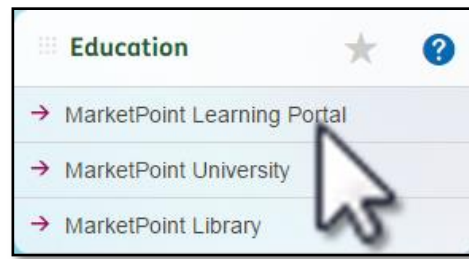 Education
?
→ MarketPoint Learning Portal
→ MarketPoint University
→ MarketPoint Library